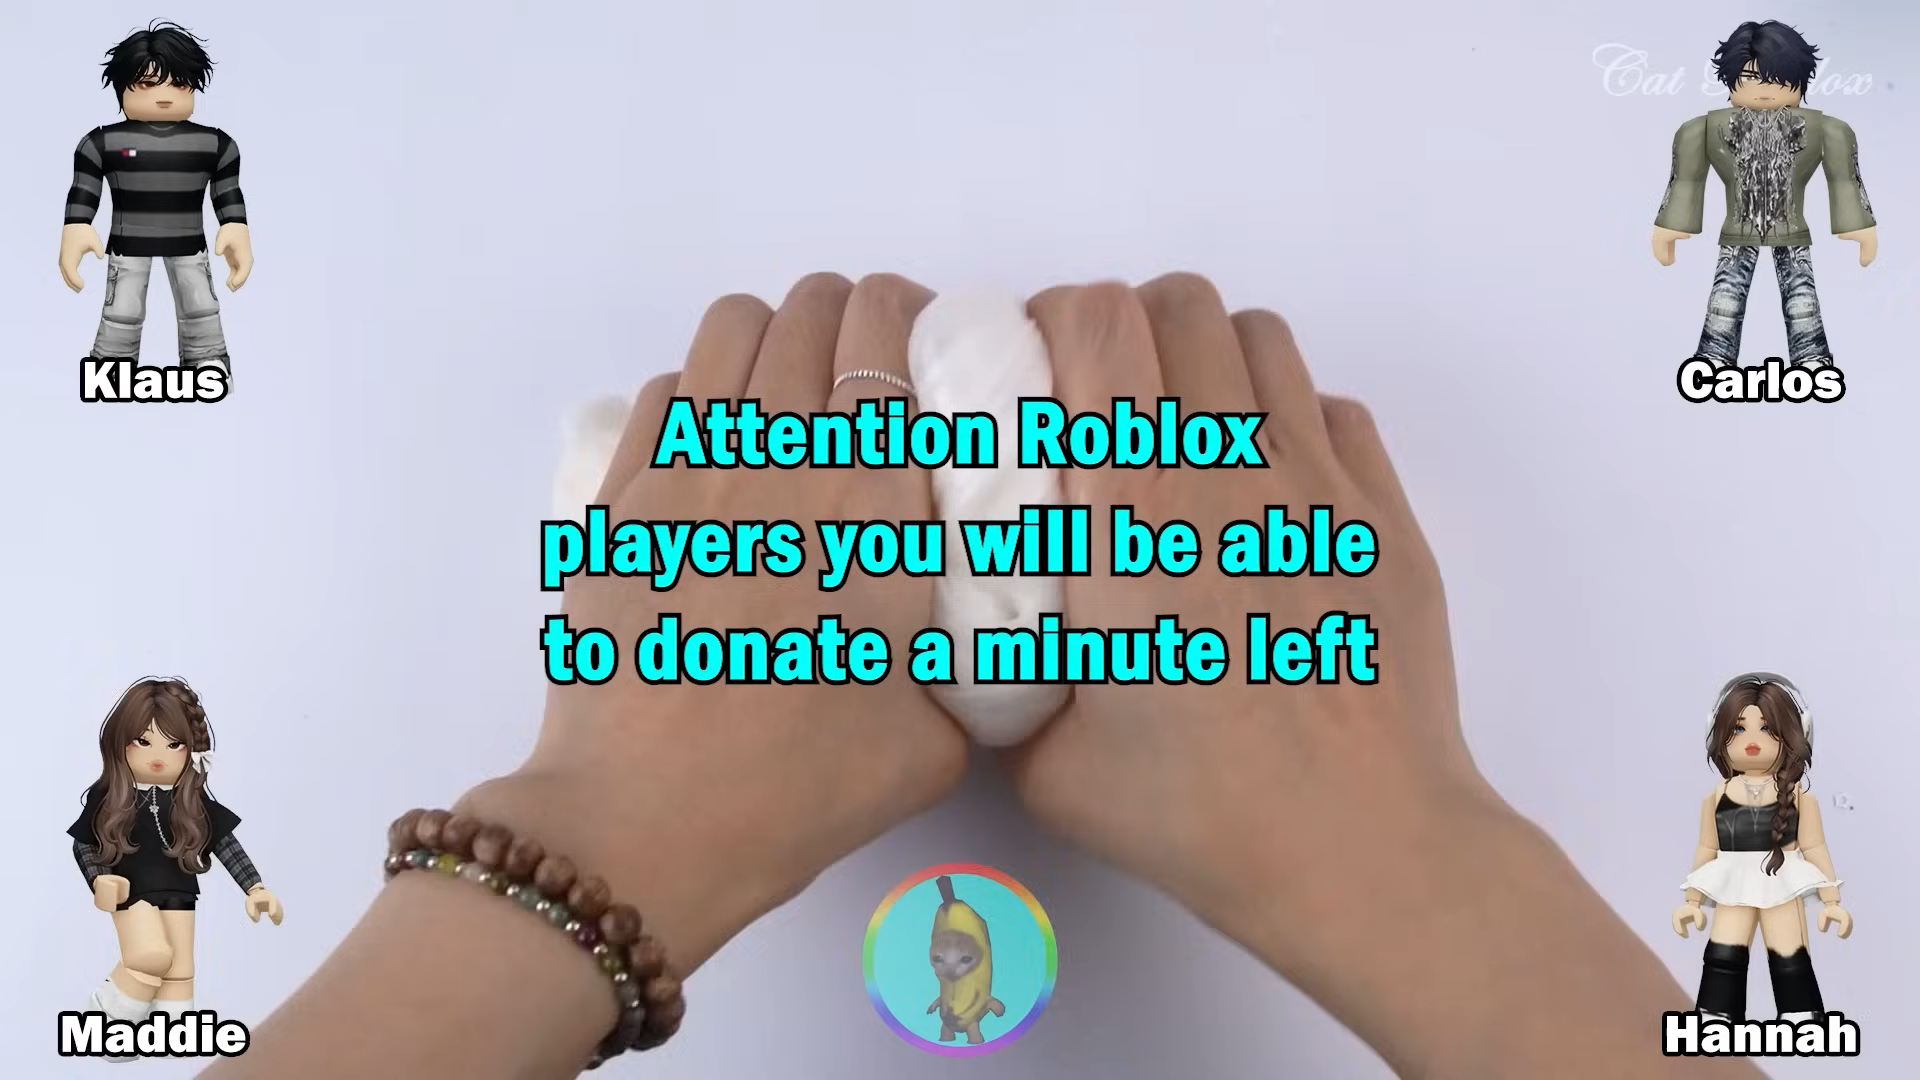 Klaus
Carlos
Attention Roblox
players you will be able
to donate a minute left
Maddie
Hannah